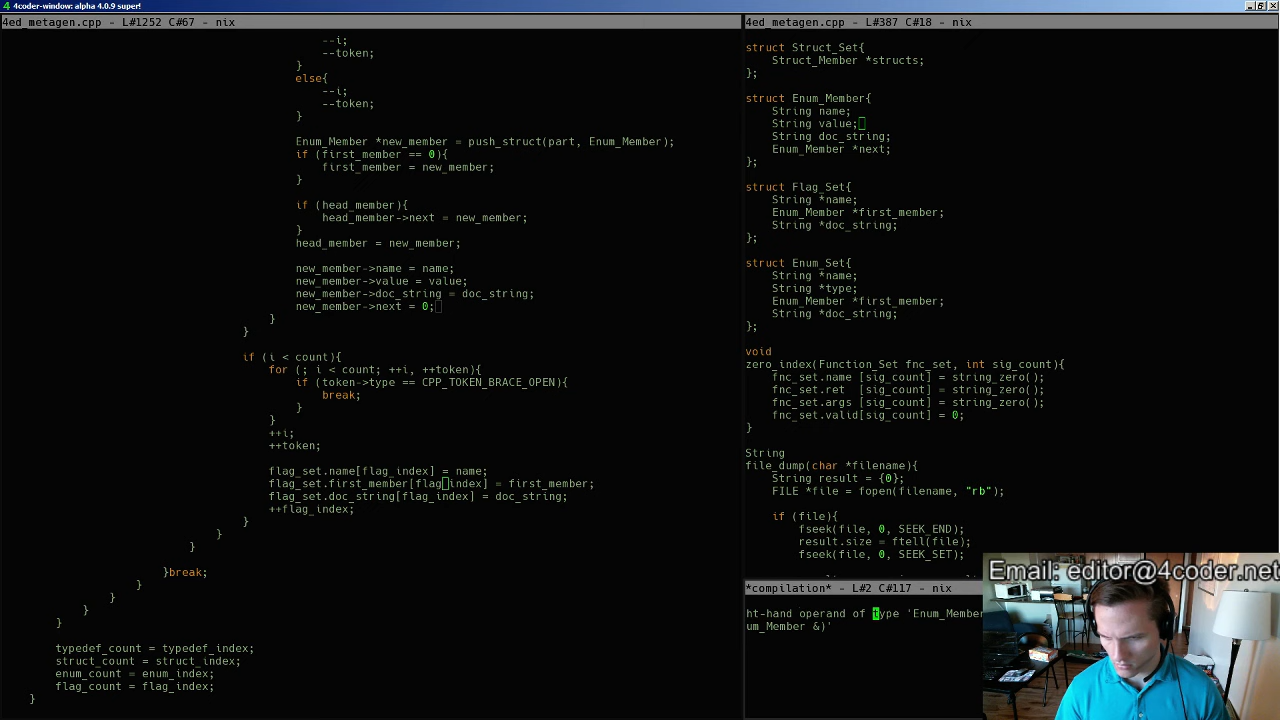 4coder-window: alpha 4.0.9 super!
4ed_metagen.cpp - L#1252 C#67 - nix
--i;
--token;
}
else{
--i;
--token;
}
Enum_Member *new_member = push_struct(part, Enum_Member);
if (first_member == 0){
first_member = new_member;
}
if (head_member){
head_member->next = new_member;
}
head_member = new_member;
new_member->name = name;
new_member->value = value;
new_member->doc_string = doc_string;
new_member->next = 0;
}
}
if (i < count){
for (; i < count; ++i, ++token){
if (token->type == CPP_TOKEN_BRACE_OPEN){
break;
}
}
++i;
++token;
flag_set.name[flag_index] = name;
flag_set.first_member[flag_index] = first_member;
flag_set.doc_string[flag_index] = doc_string;
++flag_index;
}
}
}
}break;
}
}
}
}
typedef_count = typedef_index;
struct_count = struct_index;
enum_count = enum_index;
flag_count = flag_index;
}
4ed_metagen.cpp - L#387 C#18 - nix
struct Struct_Set{
Struct_Member *structs;
};
struct Enum_Member{
String name;
String value;
String doc_string;
Enum_Member *next;
};
struct Flag_Set{
String *name;
Enum_Member *first_member;
String *doc_string;
};
struct Enum_Set{
String *name;
String *type;
Enum_Member *first_member;
String *doc_string;
};
void
zero_index(Function_Set fnc_set, int sig_count){
fnc_set.name [sig_count] = string_zero();
fnc_set.ret  [sig_count] = string_zero();
fnc_set.args [sig_count] = string_zero();
fnc_set.valid[sig_count] = 0;
}
String
file_dump(char *filename){
String result = {0};
FILE *file = fopen(filename, "rb");
if (file){
fseek(file, 0, SEEK_END);
result.size = ftell(file);
fseek(file, 0, SEEK_SET);
*compilation* - L#2 C#117 - nix
ht-hand operand of type 'Enum_Member
um_Member &)'
Email: editor@4coder.net